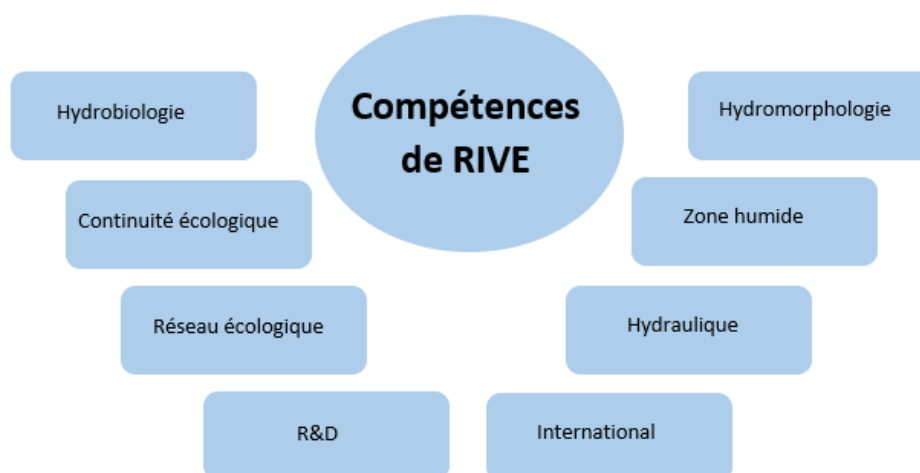 Compétences
de RIVE
Hydrobiologie
Hydromorphologie
Continuité écologique
Zone humide
Réseau écologique
Hydraulique
R&D
International